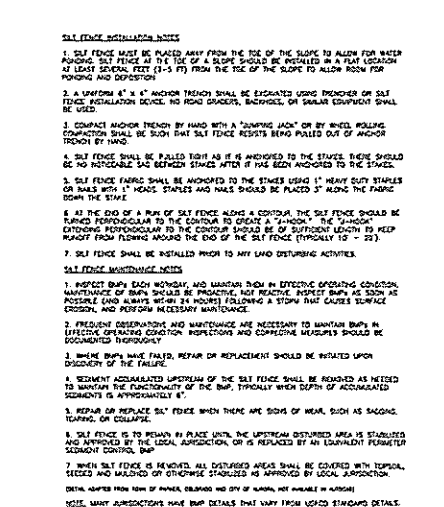 SILT FENCE INSTALLATION NOTES
1. SILT FENCE MUST BE PLACED AWAY FROM THE TOE OF THE SLOPE TO ALLOW FOR WATER
PONDING. SILT FENCE AT THE TOE OF A SLOPE SHOULD BE INSTALLED IN A FLAT LOCATION
AT LEAST SEVERAL FEET (2-5 FT) FROM THE TOE OF THE SLOPE TO ALLOW ROOM FOR
PONDING AND DEPOSITION.
2. A UNIFORM 6" X 4" ANCHOR TRENCH SHALL BE EXCAVATED USING TRENCHER OR SILT
FENCE INSTALLATION DEVICE. NO ROAD GRADERS, BACKHOES, OR SIMILAR EQUIPMENT SHALL
BE USED.
3. COMPACT ANCHOR TRENCH BY HAND WITH A "JUMPING JACK" OR BY WHEEL ROLLING.
COMPACTION SHALL BE SUCH THAT SILT FENCE RESISTS BEING PULLED OUT OF ANCHOR
TRENCH BY HAND.
4. SILT FENCE SHALL BE PULLED TIGHT AS IT IS ANCHORED TO THE STAKES. THERE SHOULD
BE NO NOTICEABLE SAG BETWEEN STAKES AFTER IT HAS BEEN ANCHORED TO THE STAKES.
5. SILT FENCE FABRIC SHALL BE ANCHORED TO THE STAKES USING 1" HEAVY DUTY STAPLES
OR NAILS WITH 1" HEADS. STAPLES AND NAILS SHOULD BE PLACED 3" ALONG THE FABRIC
DOWN THE STAKE.
6. AT THE END OF A RUN OF SILT FENCE ALONG A CONTOUR, THE SILT FENCE SHOULD BE
TURNED PERPENDICULAR TO THE CONTOUR TO CREATE A "J-HOOK." THE "J-HOOK"
EXTENDING PERPENDICULAR TO THE CONTOUR SHOULD BE OF SUFFICIENT LENGTH TO KEEP
RUNOFF FROM FLOWING AROUND THE END OF THE SILT FENCE (TYPICALLY 10' - 20').
7. SILT FENCE SHALL BE INSTALLED PRIOR TO ANY LAND DISTURBING ACTIVITIES.
SILT FENCE MAINTENANCE NOTES
1. INSPECT BMPs EACH WORKDAY, AND MAINTAIN THEM IN EFFECTIVE OPERATING CONDITION.
MAINTENANCE OF BMPs SHOULD BE PROACTIVE, NOT REACTIVE. INSPECT BMPs AS SOON AS
POSSIBLE (AND ALWAYS WITHIN 24 HOURS) FOLLOWING A STORM THAT CAUSES SURFACE
EROSION, AND PERFORM NECESSARY MAINTENANCE.
2. FREQUENT OBSERVATIONS AND MAINTENANCE ARE NECESSARY TO MAINTAIN BMPs IN
EFFECTIVE OPERATING CONDITION. INSPECTIONS AND CORRECTIVE MEASURES SHOULD BE
DOCUMENTED THOROUGHLY.
3. WHERE BMPs HAVE FAILED, REPAIR OR REPLACEMENT SHOULD BE INITIATED UPON
DISCOVERY OF THE FAILURE.
4. SEDIMENT ACCUMULATED UPSTREAM OF THE SILT FENCE SHALL BE REMOVED AS NEEDED
TO MAINTAIN THE FUNCTIONALITY OF THE BMP, TYPICALLY WHEN DEPTH OF ACCUMULATED
SEDIMENTS IS APPROXIMATELY 6".
5. REPAIR OR REPLACE SILT FENCE WHEN THERE ARE SIGNS OF WEAR, SUCH AS SAGGING,
TEARING, OR COLLAPSE.
6. SILT FENCE IS TO REMAIN IN PLACE UNTIL THE UPSTREAM DISTURBED AREA IS STABILIZED
AND APPROVED BY THE LOCAL JURISDICTION, OR IS REPLACED BY AN EQUIVALENT PERIMETER
SEDIMENT CONTROL BMP.
7. WHEN SILT FENCE IS REMOVED, ALL DISTURBED AREAS SHALL BE COVERED WITH TOPSOIL,
SEEDED AND MULCHED OR OTHERWISE STABILIZED AS APPROVED BY LOCAL JURISDICTION.
(DETAIL ADAPTED FROM TOWN OF PARKER, COLORADO AND CITY OF AURORA, NOT AVAILABLE IN AUTOCAD)
NOTE: MANY JURISDICTIONS HAVE BMP DETAILS THAT VARY FROM UDFCD STANDARD DETAILS.